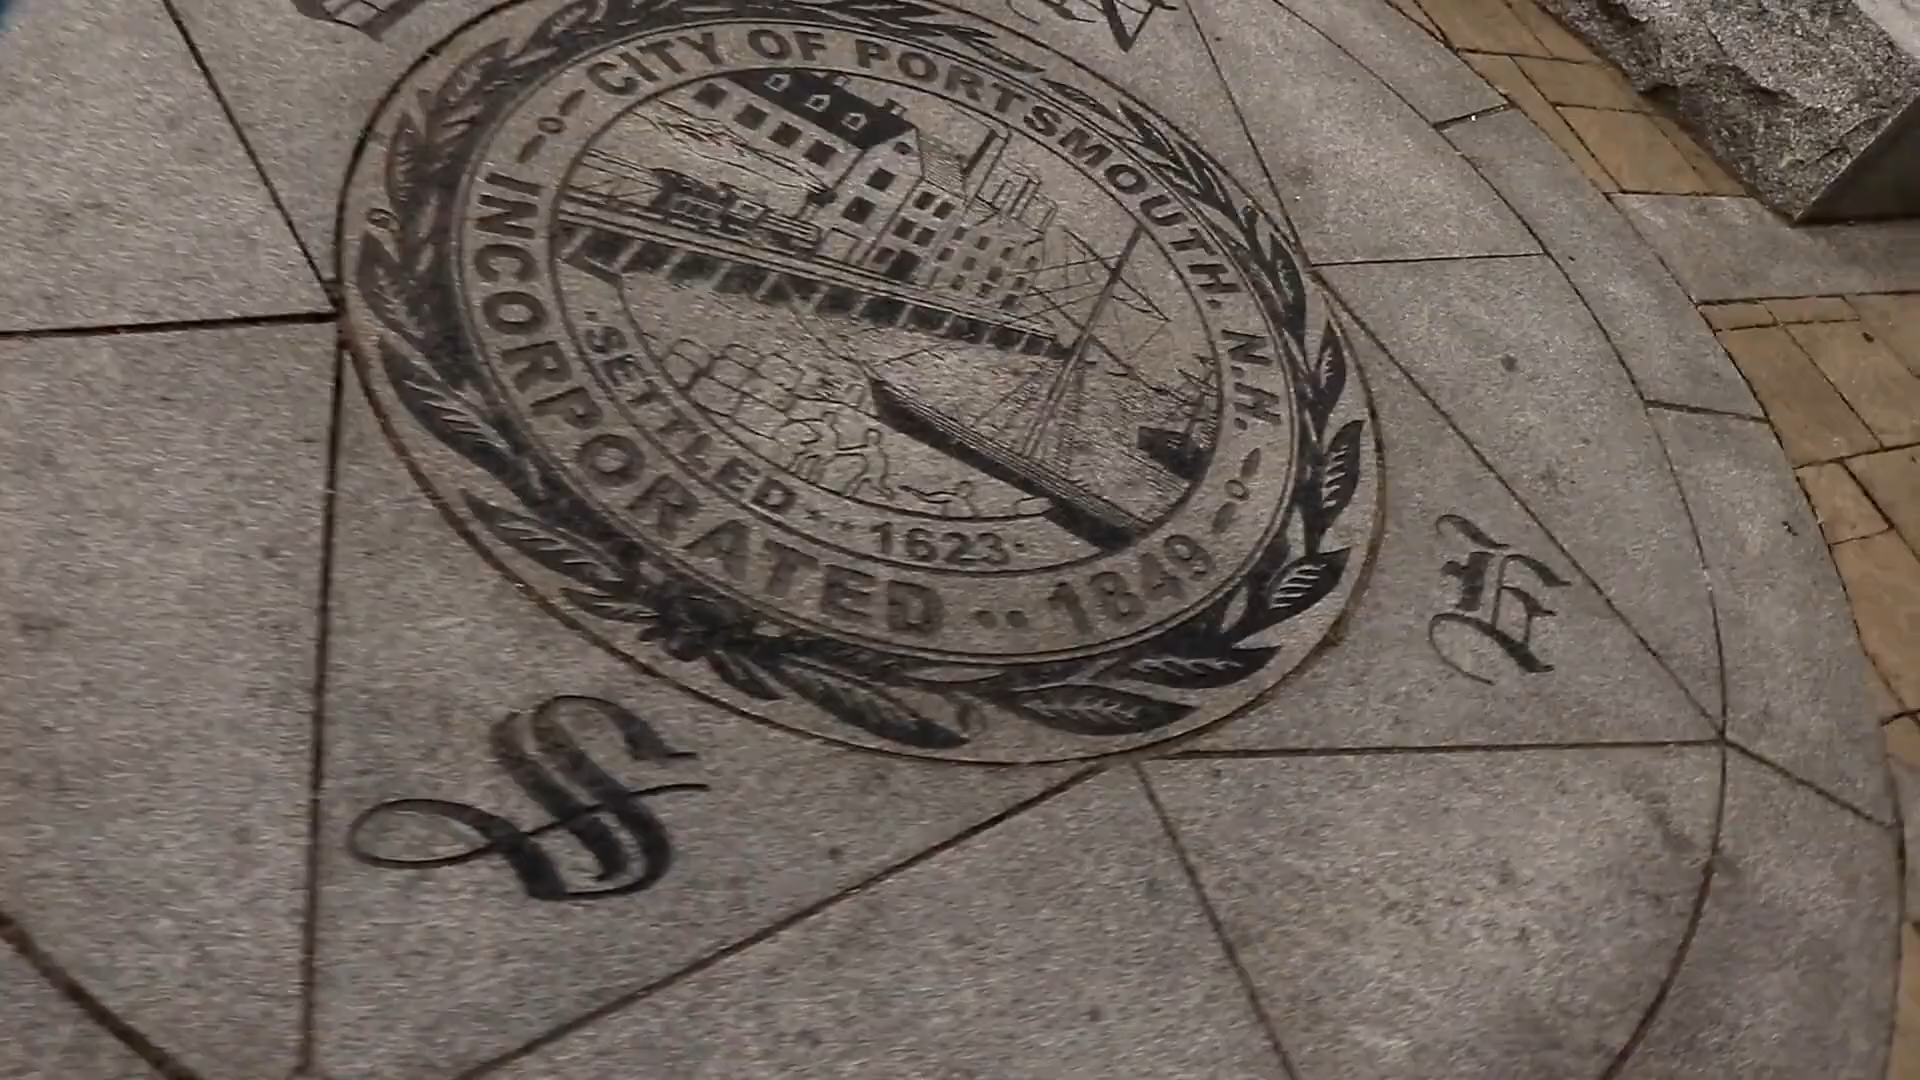 CITY OF PORTSMOUTH. N.H.
INCORPORATED •• 1849
·SETTLED··· 1623·
S
E